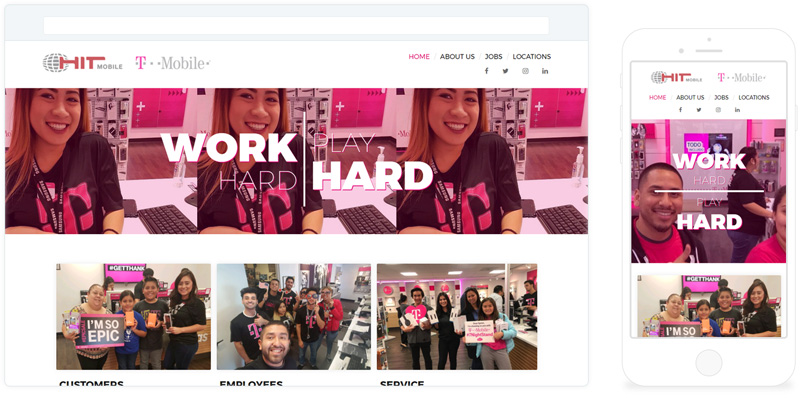 HIT MOBILE
T · · Mobile ·
HOME
ABOUT US
JOBS
LOCATIONS
WORK
PLAY
HARD
HARD
#GETTHANK
I'M SO
EPIC
CUSTOMERS
EMPLOYEES
SERVICE
HIT MOBILE
T · · Mobile ·
HOME
ABOUT US
JOBS
LOCATIONS
WORK
HARD
PLAY
HARD
#GETTHANK
I'M SO